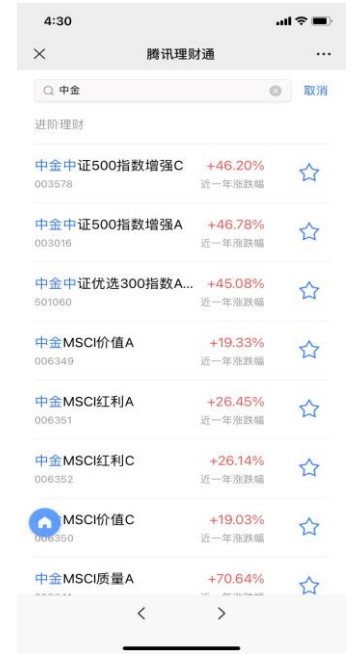 4:30
腾讯理财通
中金
取消
进阶理财
中金中证500指数增强C +46.20%
003578 近一年涨跌幅
中金中证500指数增强A +46.78%
003016 近一年涨跌幅
中金中证优选300指数A... +45.08%
501060 近一年涨跌幅
中金MSCI价值A +19.33%
006349 近一年涨跌幅
中金MSCI红利A +26.45%
006351 近一年涨跌幅
中金MSCI红利C +26.14%
006352 近一年涨跌幅
MSCI价值C +19.03%
006350 近一年涨跌幅
中金MSCI质量A +70.64%